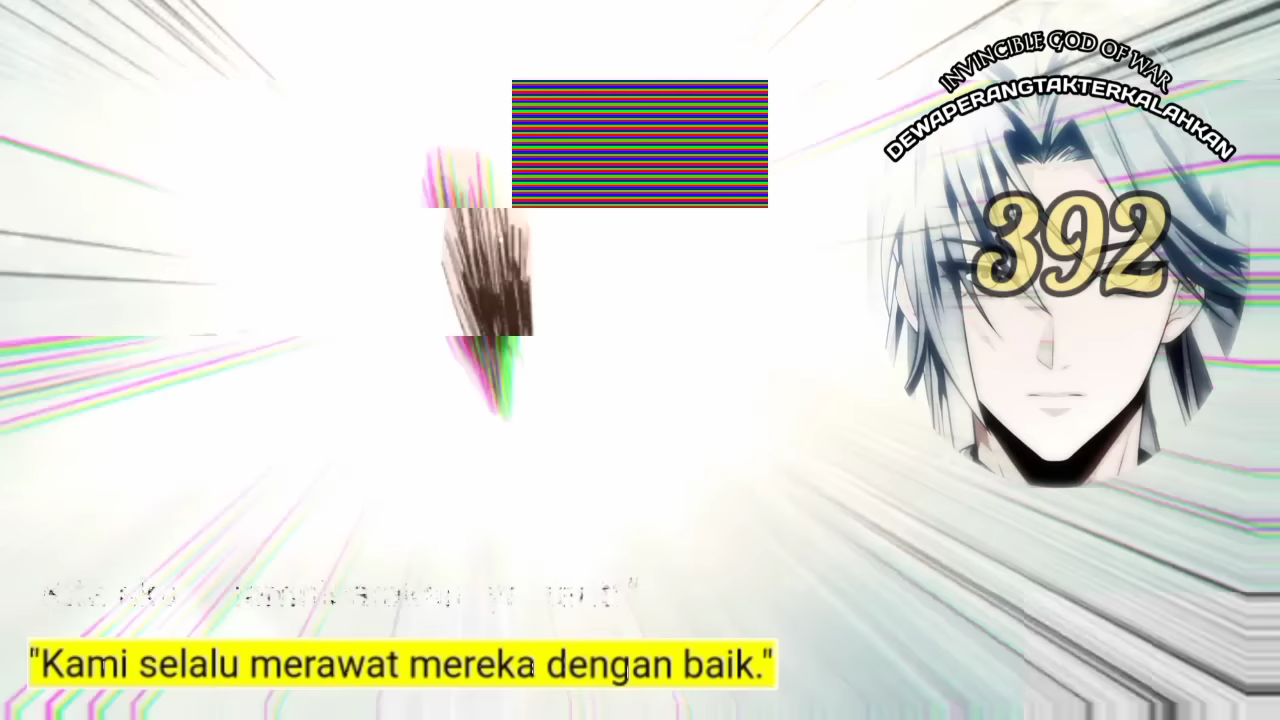 INVINCIBLE GOD OF WAR
DEWAPERANGTAKTERKALAHKAN
392
"Kami selalu merawat mereka dengan baik."